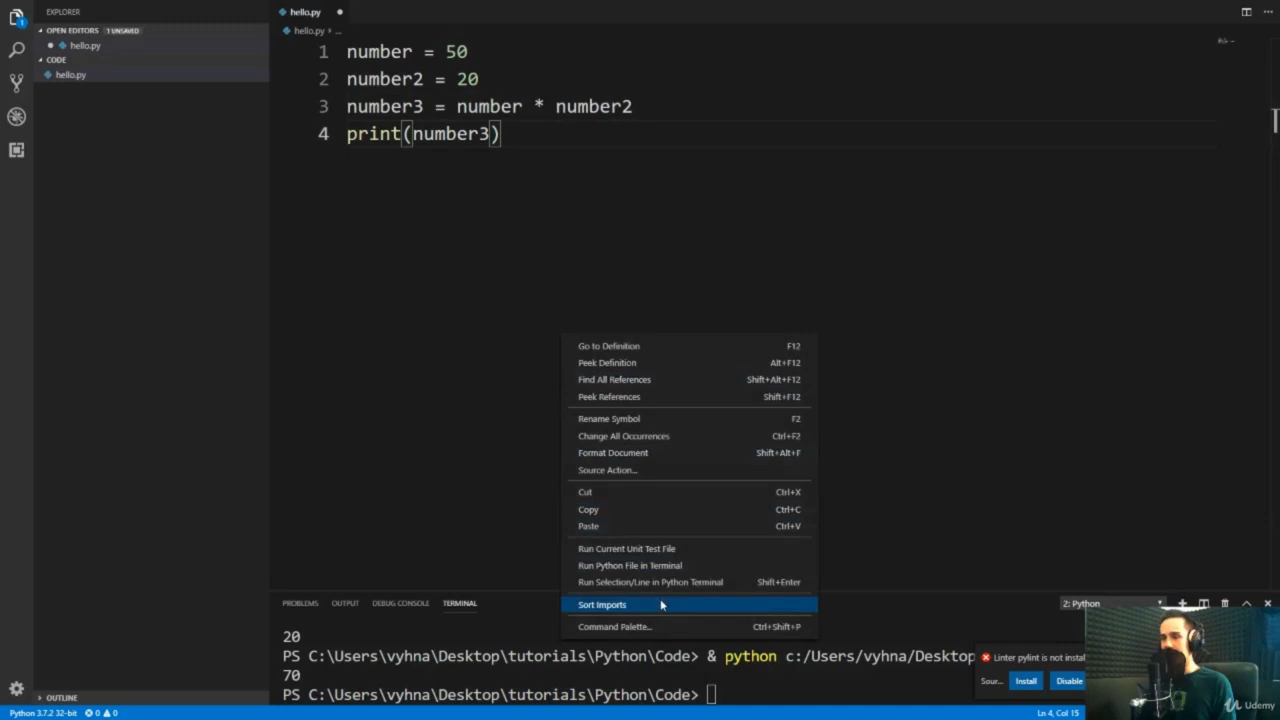 EXPLORER
OPEN EDITORS 1 UNSAVED
hello.py
CODE
hello.py
OUTLINE
hello.py
hello.py ...
1 number = 50
2 number2 = 20
3 number3 = number * number2
4 print(number3)
Go to Definition F12
Peek Definition Alt+F12
Find All References Shift+Alt+F12
Peek References Shift+F12
Rename Symbol F2
Change All Occurrences Ctrl+F2
Format Document Shift+Alt+F
Source Action...
Cut Ctrl+X
Copy Ctrl+C
Paste Ctrl+V
Run Current Unit Test File
Run Python File in Terminal
Run Selection/Line in Python Terminal Shift+Enter
Sort Imports
Command Palette... Ctrl+Shift+P
PROBLEMS OUTPUT DEBUG CONSOLE TERMINAL 2: Python
20
PS C:\Users\vyhna\Desktop\tutorials\Python\Code> & python c:/Users/vyhna/Desktop
70
PS C:\Users\vyhna\Desktop\tutorials\Python\Code>
Linter pylint is not instal
Sour... Install Disable
Python 3.7.2 32-bit 0 0 Ln 4, Col 15
Udemy